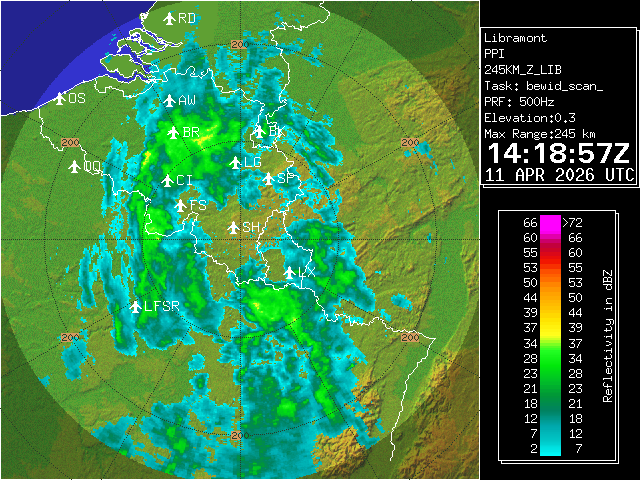 RD
200
OS
AW
ER
BK
200
200
QQ
LG
CI
SP
FS
SH
LX
LFSR
200
200
200
Libramont
PPI
245KM_Z_LIB
Task: bewid_scan_
PRF: 500Hz
Elevation:0.3
Max Range:245 km
14:18:57Z
11 APR 2026 UTC
66 >72
60 66
55 60
53 55
50 53
44 50
39 44
37 39
34 37
28 34
23 28
21 23
18 21
12 18
7 12
2 7
Reflectivity in dBZ